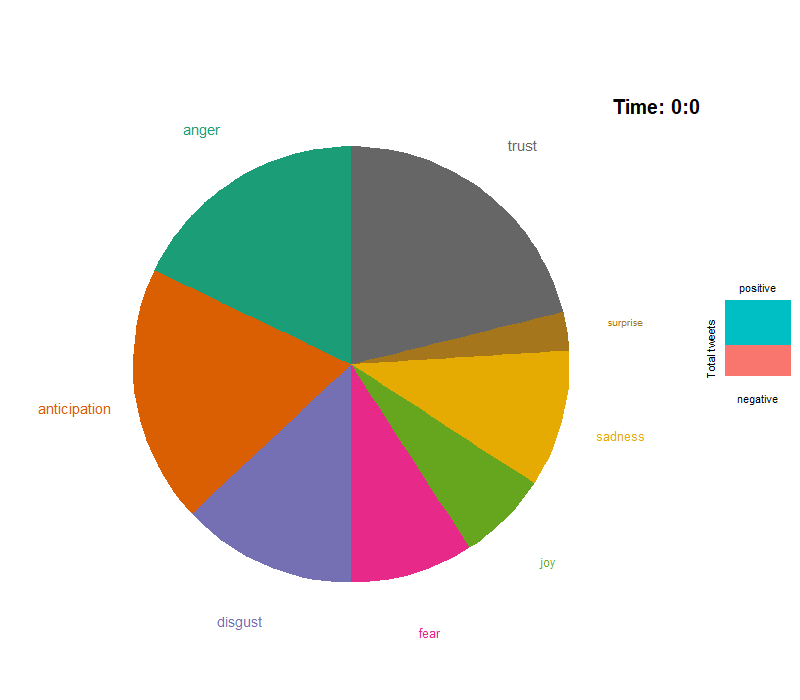 Time: 0:0
anger
trust
positive
surprise
Total tweets
negative
anticipation
sadness
joy
disgust
fear